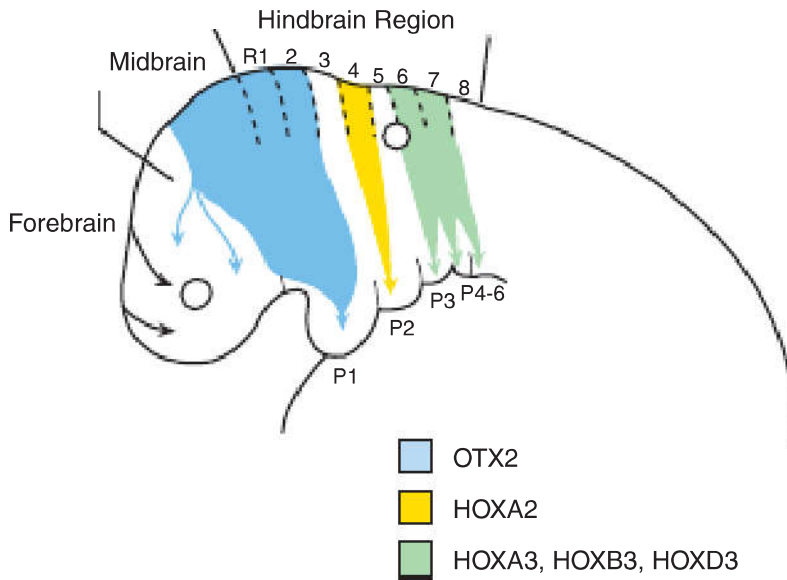 Hindbrain Region
Midbrain
R1 2 3 4 5 6 7 8
Forebrain
P1
P2
P3
P4-6
OTX2
HOXA2
HOXA3, HOXB3, HOXD3